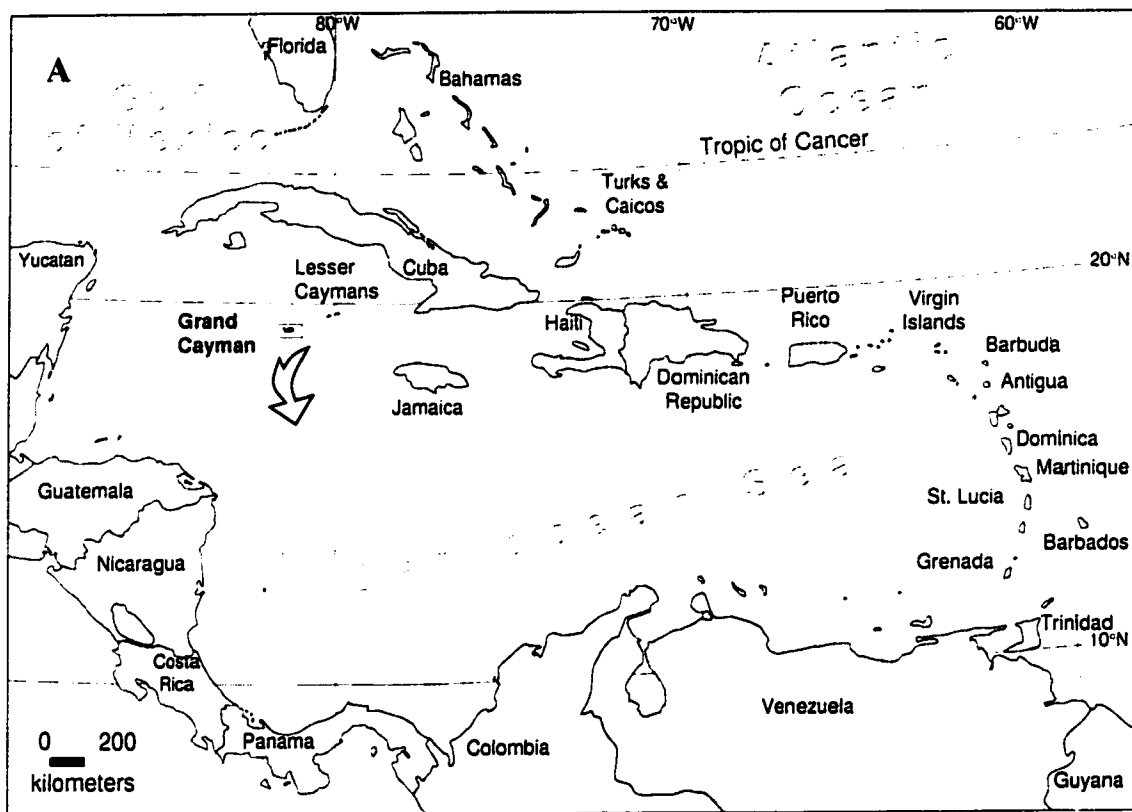 80°W
70°W
60°W
A
Florida
Bahamas
Atlantic
Ocean
Tropic of Cancer
Turks &
Caicos
Yucatan
Lesser
Caymans
Cuba
20°N
Grand
Cayman
Haiti
Puerto
Rico
Virgin
Islands
Barbuda
Antigua
Jamaica
Dominican
Republic
Dominica
Martinique
Guatemala
St. Lucia
Nicaragua
Barbados
Grenada
Trinidad
10°N
Costa
Rica
Venezuela
0 200
kilometers
Panama
Colombia
Guyana